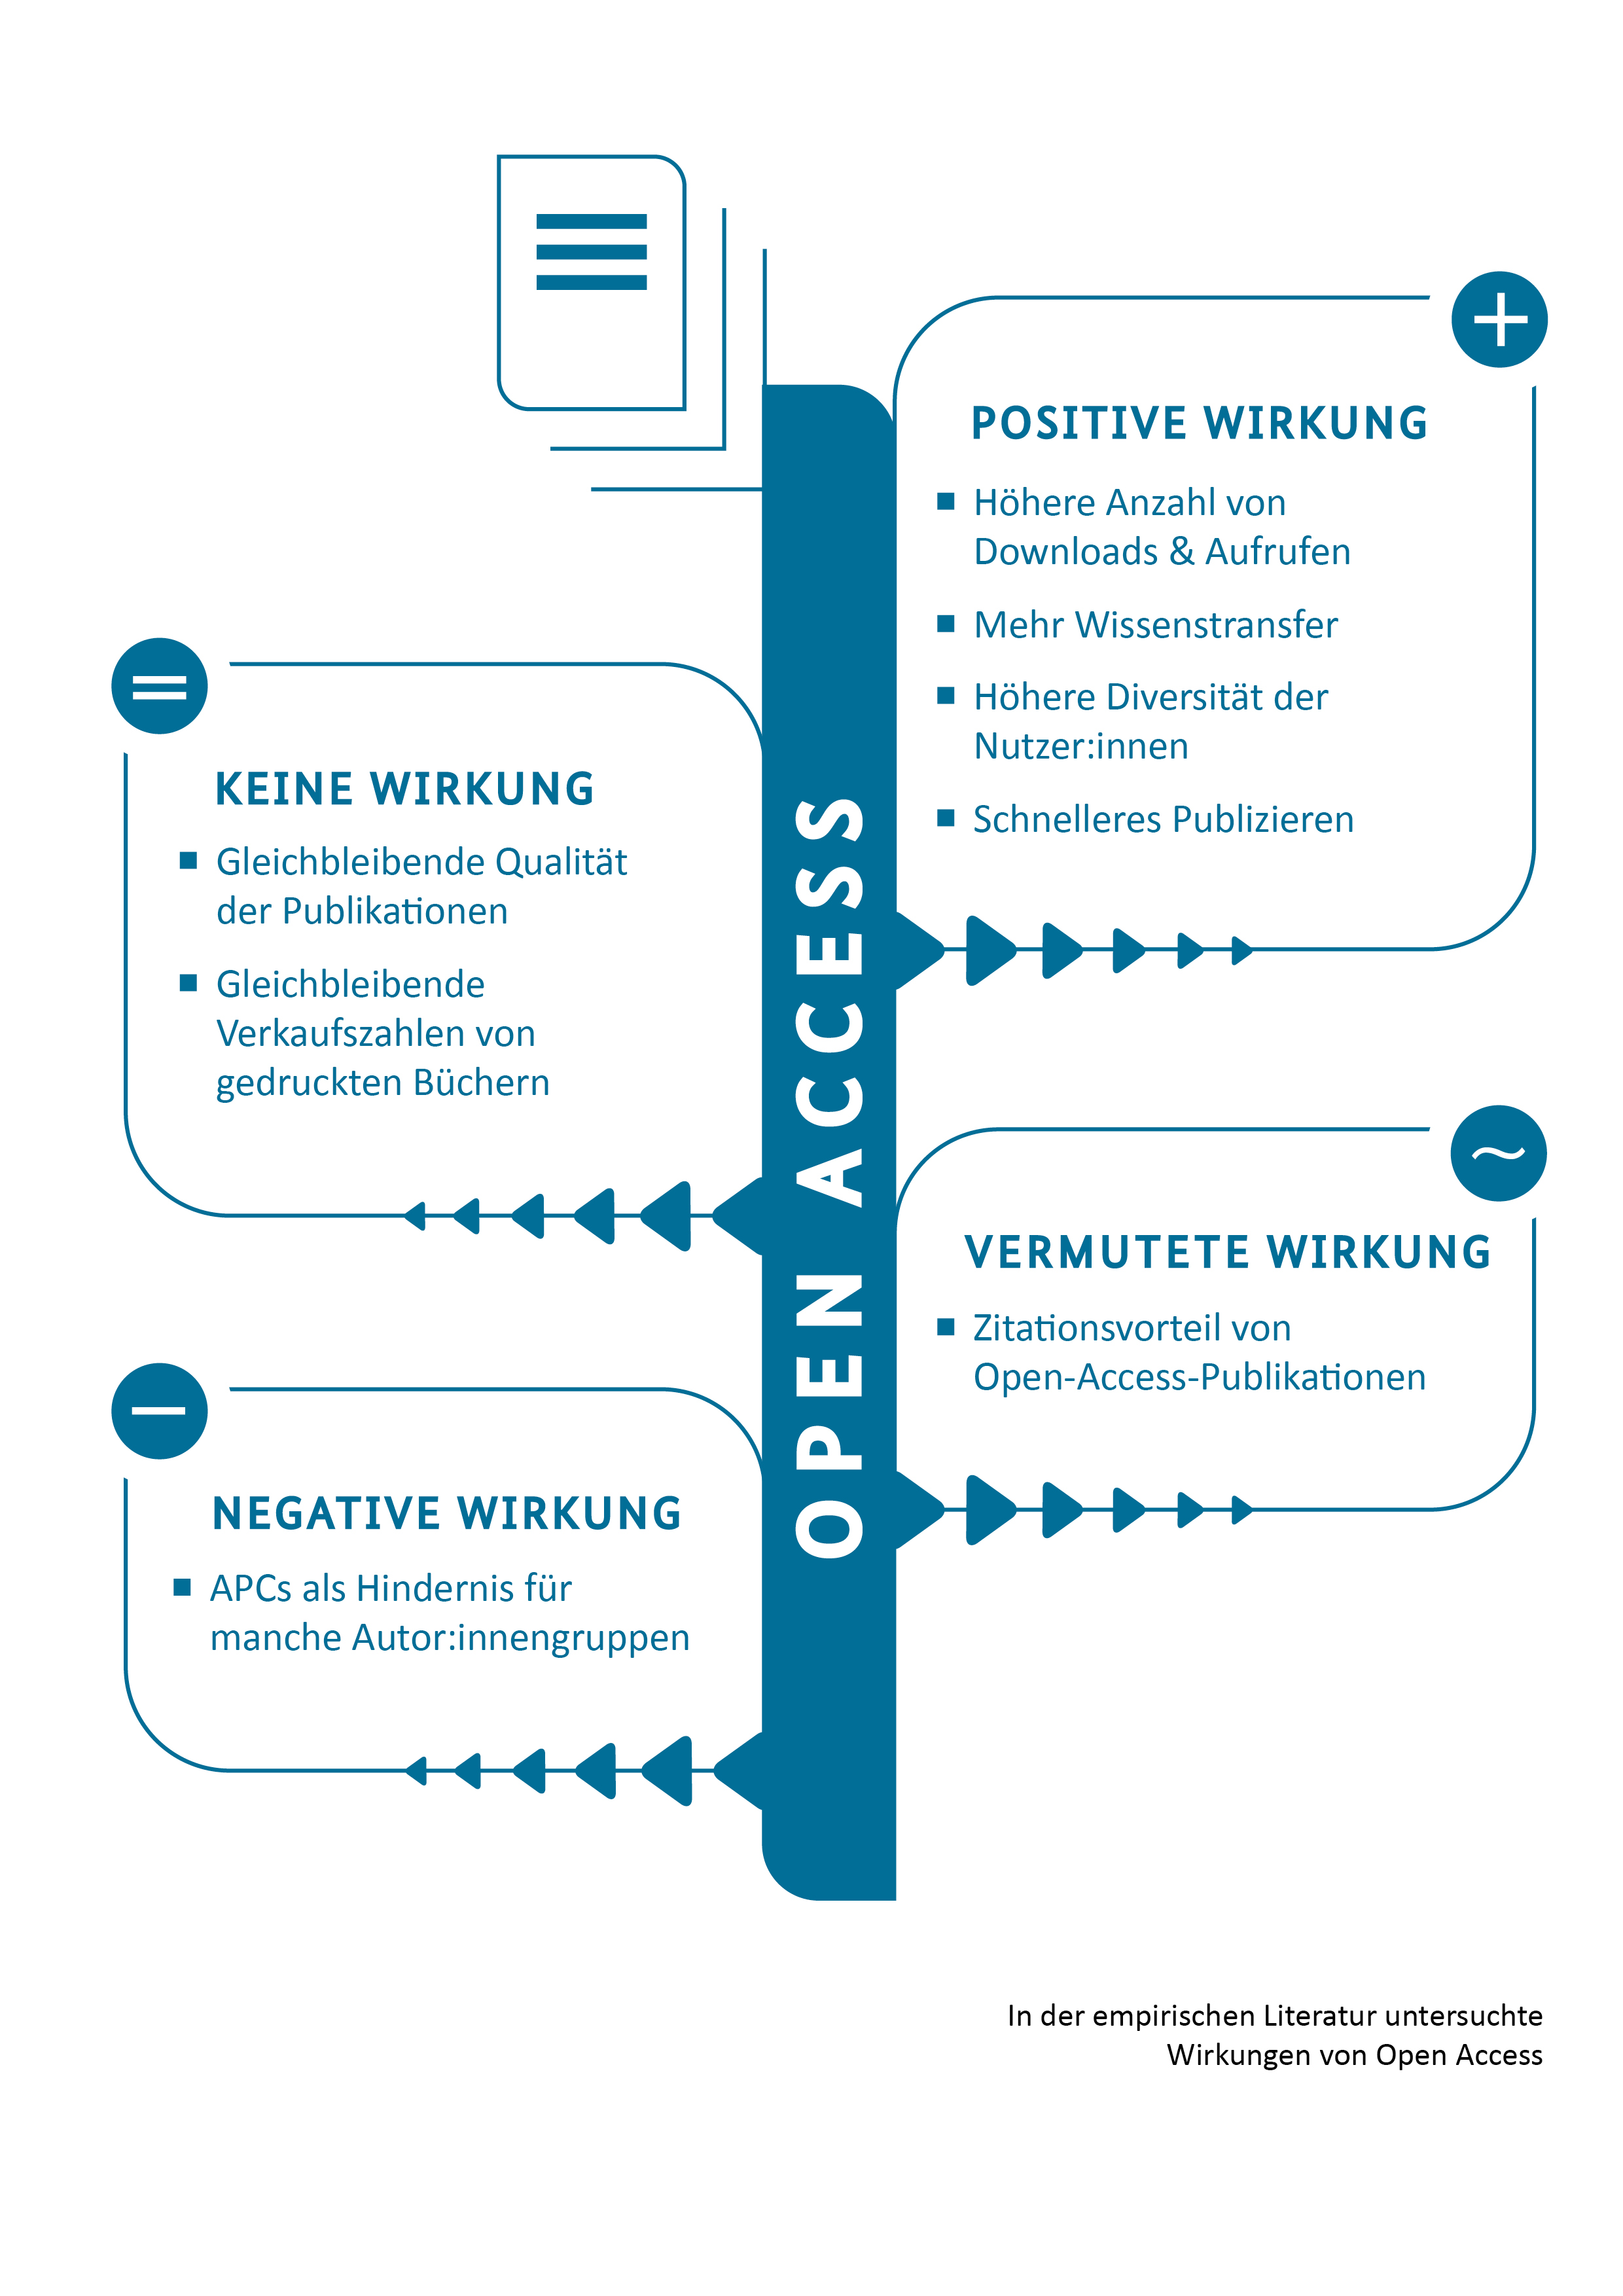 +
POSITIVE WIRKUNG
■ Höhere Anzahl von
Downloads & Aufrufen
■ Mehr Wissenstransfer
■ Höhere Diversität der
Nutzer:innen
■ Schnelleres Publizieren
=
KEINE WIRKUNG
■ Gleichbleibende Qualität
der Publikationen
■ Gleichbleibende
Verkaufszahlen von
gedruckten Büchern
OPEN ACCESS
~
VERMUTETE WIRKUNG
■ Zitationsvorteil von
Open-Access-Publikationen
–
NEGATIVE WIRKUNG
■ APCs als Hindernis für
manche Autor:innengruppen
In der empirischen Literatur untersuchte
Wirkungen von Open Access